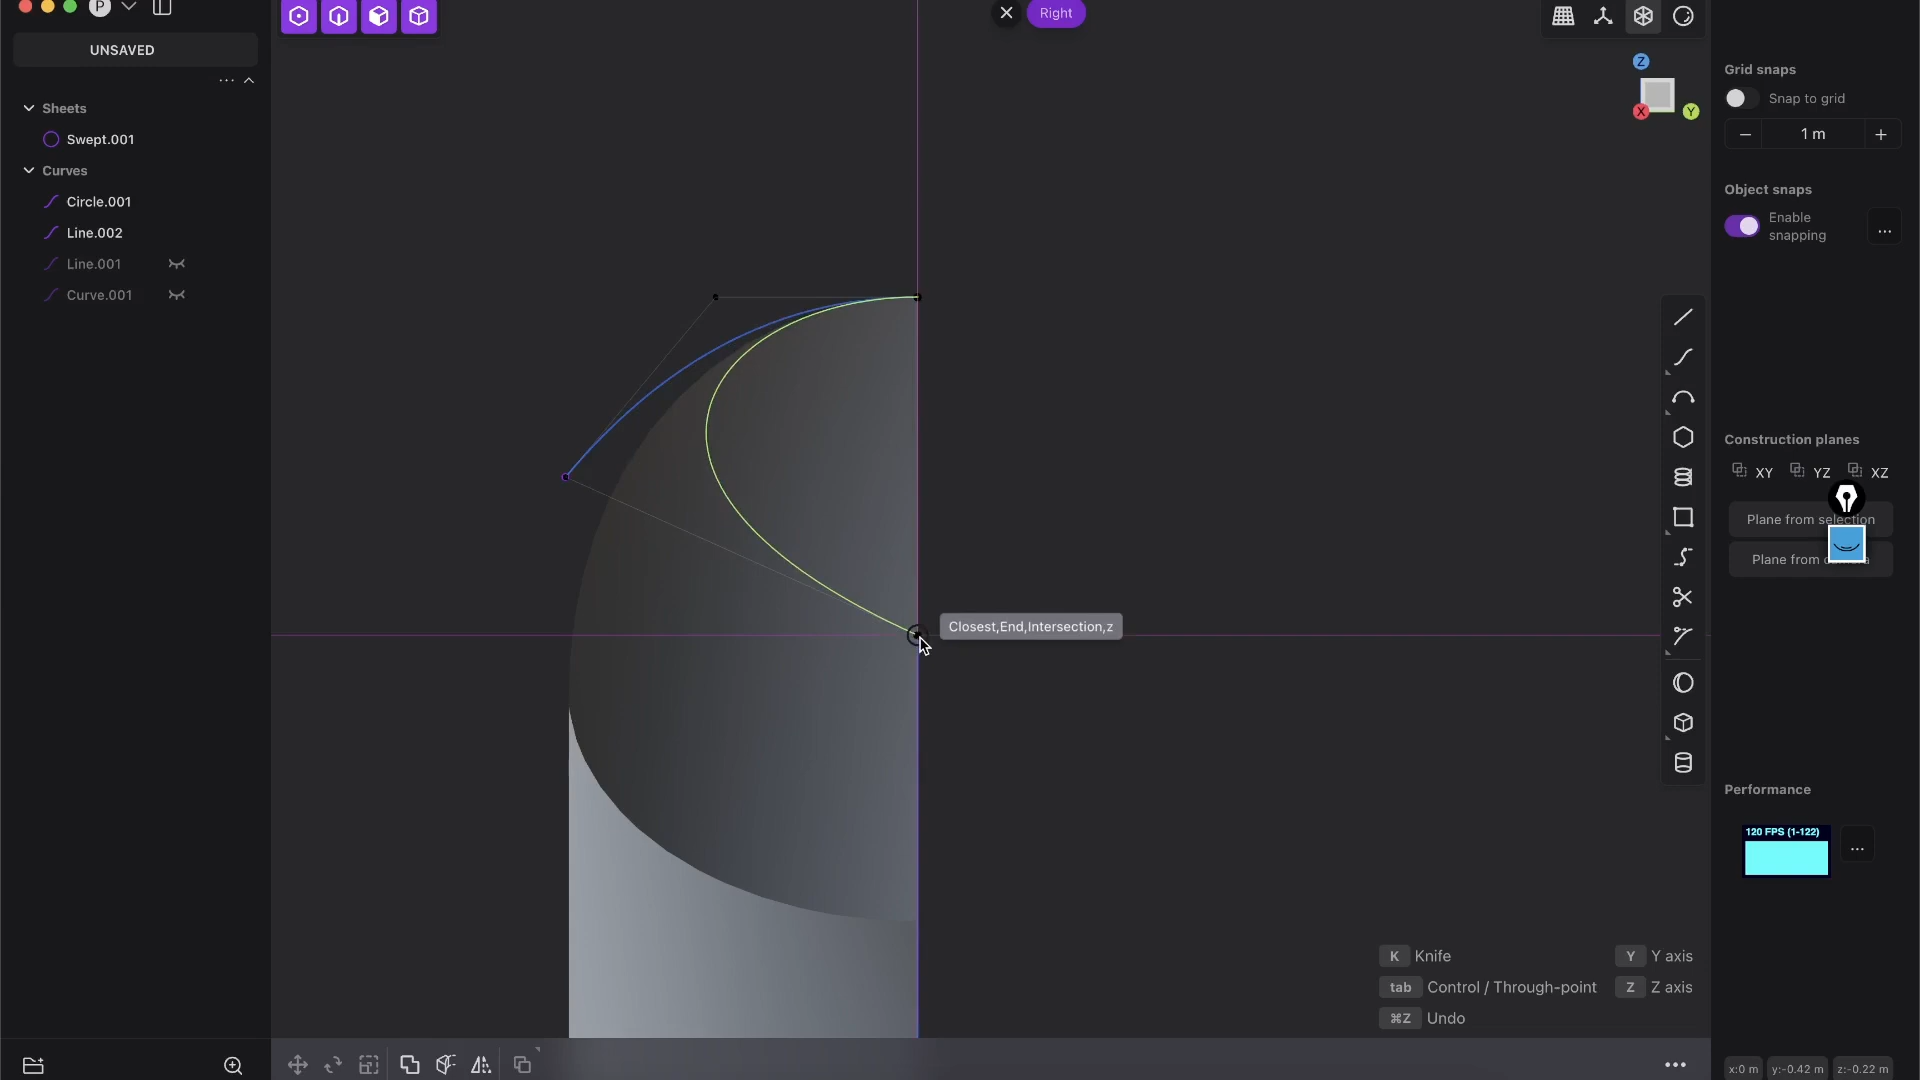 P
UNSAVED
Sheets
Swept.001
Curves
Circle.001
Line.002
Line.001
Curve.001
Right
Z
X
Y
Closest,End,Intersection,z
K Knife
Y Y axis
tab Control / Through-point
Z Z axis
⌘Z Undo
Grid snaps
Snap to grid
− 1 m +
Object snaps
Enable
snapping
...
Construction planes
XY YZ XZ
Plane from selection
Plane from
Performance
120 FPS (1-122)
...
x:0 m y:-0.42 m z:-0.22 m